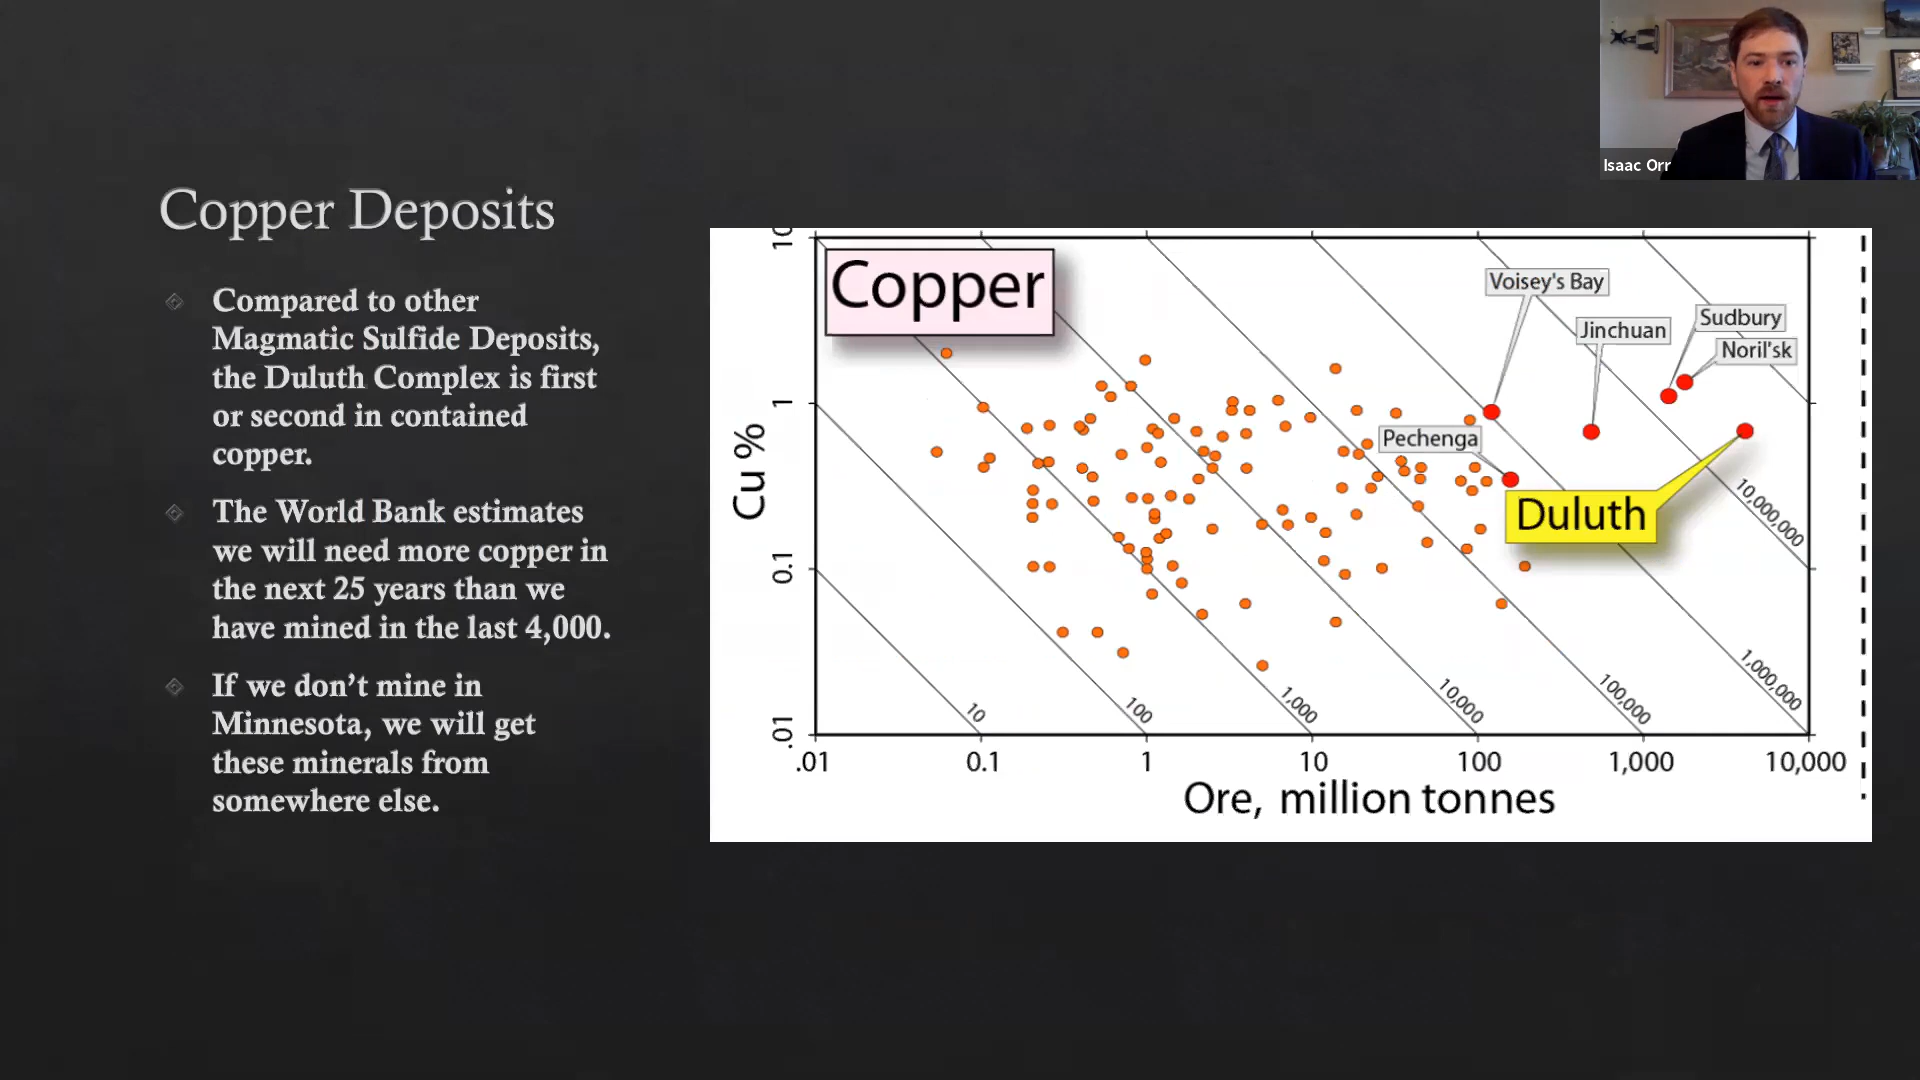 Isaac Orr
Copper Deposits
Compared to other
Magmatic Sulfide Deposits,
the Duluth Complex is first
or second in contained
copper.
The World Bank estimates
we will need more copper in
the next 25 years than we
have mined in the last 4,000.
If we don't mine in
Minnesota, we will get
these minerals from
somewhere else.
Copper
Voisey's Bay
Jinchuan
Sudbury
Noril'sk
Pechenga
Duluth
Cu %
10
1
0.1
.01
10
100
1,000
10,000
100,000
1,000,000
10,000,000
.01
0.1
1
10
100
1,000
10,000
Ore, million tonnes